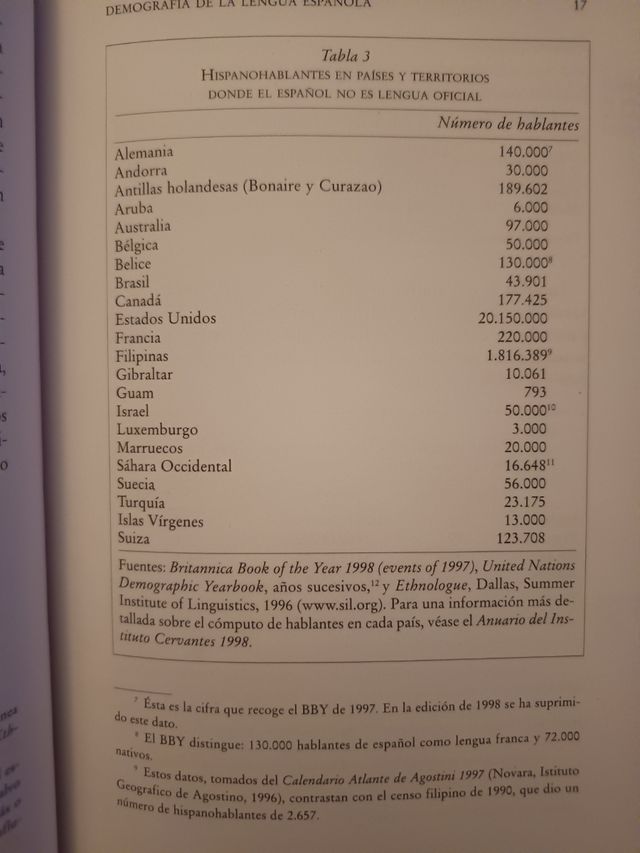 DEMOGRAFÍA DE LA LENGUA ESPAÑOLA 17
Tabla 3
HISPANOHABLANTES EN PAÍSES Y TERRITORIOS
DONDE EL ESPAÑOL NO ES LENGUA OFICIAL
Número de hablantes
Alemania 140.000⁷
Andorra 30.000
Antillas holandesas (Bonaire y Curazao) 189.602
Aruba 6.000
Australia 97.000
Bélgica 50.000
Belice 130.000⁸
Brasil 43.901
Canadá 177.425
Estados Unidos 20.150.000
Francia 220.000
Filipinas 1.816.389⁹
Gibraltar 10.061
Guam 793
Israel 50.000¹⁰
Luxemburgo 3.000
Marruecos 20.000
Sáhara Occidental 16.648¹¹
Suecia 56.000
Turquía 23.175
Islas Vírgenes 13.000
Suiza 123.708
Fuentes: Britannica Book of the Year 1998 (events of 1997), United Nations
Demographic Yearbook, años sucesivos,¹² y Ethnologue, Dallas, Summer
Institute of Linguistics, 1996 (www.sil.org). Para una información más de-
tallada sobre el cómputo de hablantes en cada país, véase el Anuario del Ins-
tituto Cervantes 1998.
⁷ Ésta es la cifra que recoge el BBY de 1997. En la edición de 1998 se ha suprimi-
do este dato.
⁸ El BBY distingue: 130.000 hablantes de español como lengua franca y 72.000
nativos.
⁹ Estos datos, tomados del Calendario Atlante de Agostini 1997 (Novara, Istituto
Geografico de Agostino, 1996), contrastan con el censo filipino de 1990, que dio un
número de hispanohablantes de 2.657.